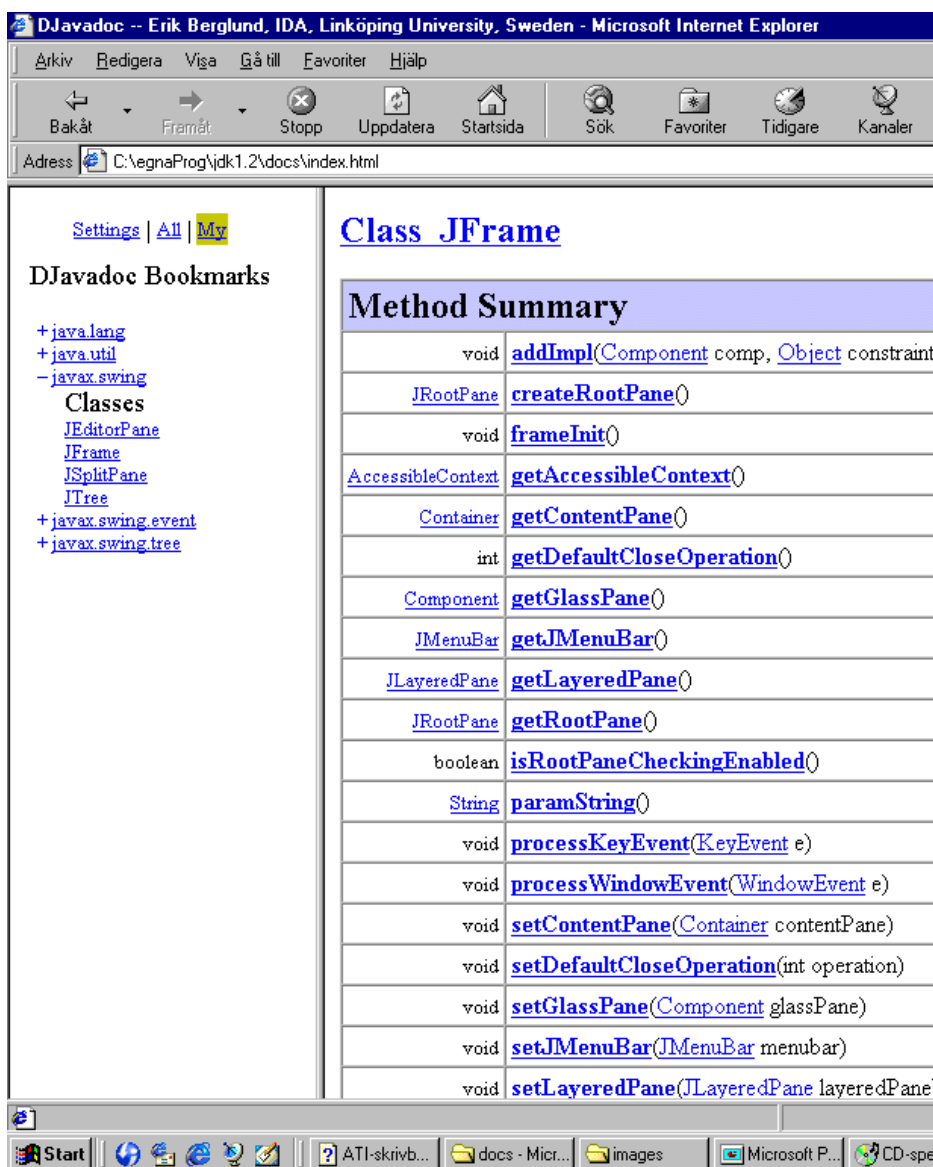 DJavadoc -- Erik Berglund, IDA, Linköping University, Sweden - Microsoft Internet Explorer
Arkiv Redigera Visa Gå till Favoriter Hjälp
Bakåt Framåt Stopp Uppdatera Startsida Sök Favoriter Tidigare Kanaler
Adress C:\egnaProg\jdk1.2\docs\index.html
Settings | All | My
DJavadoc Bookmarks
+java.lang
+java.util
–javax.swing
Classes
JEditorPane
JFrame
JSplitPane
JTree
+javax.swing.event
+javax.swing.tree
Class JFrame
Method Summary
void addImpl(Component comp, Object constraint
JRootPane createRootPane()
void frameInit()
AccessibleContext getAccessibleContext()
Container getContentPane()
int getDefaultCloseOperation()
Component getGlassPane()
JMenuBar getJMenuBar()
JLayeredPane getLayeredPane()
JRootPane getRootPane()
boolean isRootPaneCheckingEnabled()
String paramString()
void processKeyEvent(KeyEvent e)
void processWindowEvent(WindowEvent e)
void setContentPane(Container contentPane)
void setDefaultCloseOperation(int operation)
void setGlassPane(Component glassPane)
void setJMenuBar(JMenuBar menubar)
void setLayeredPane(JLayeredPane layeredPane)
Start ATI-skrivb... docs - Micr... images Microsoft P... CD-spe